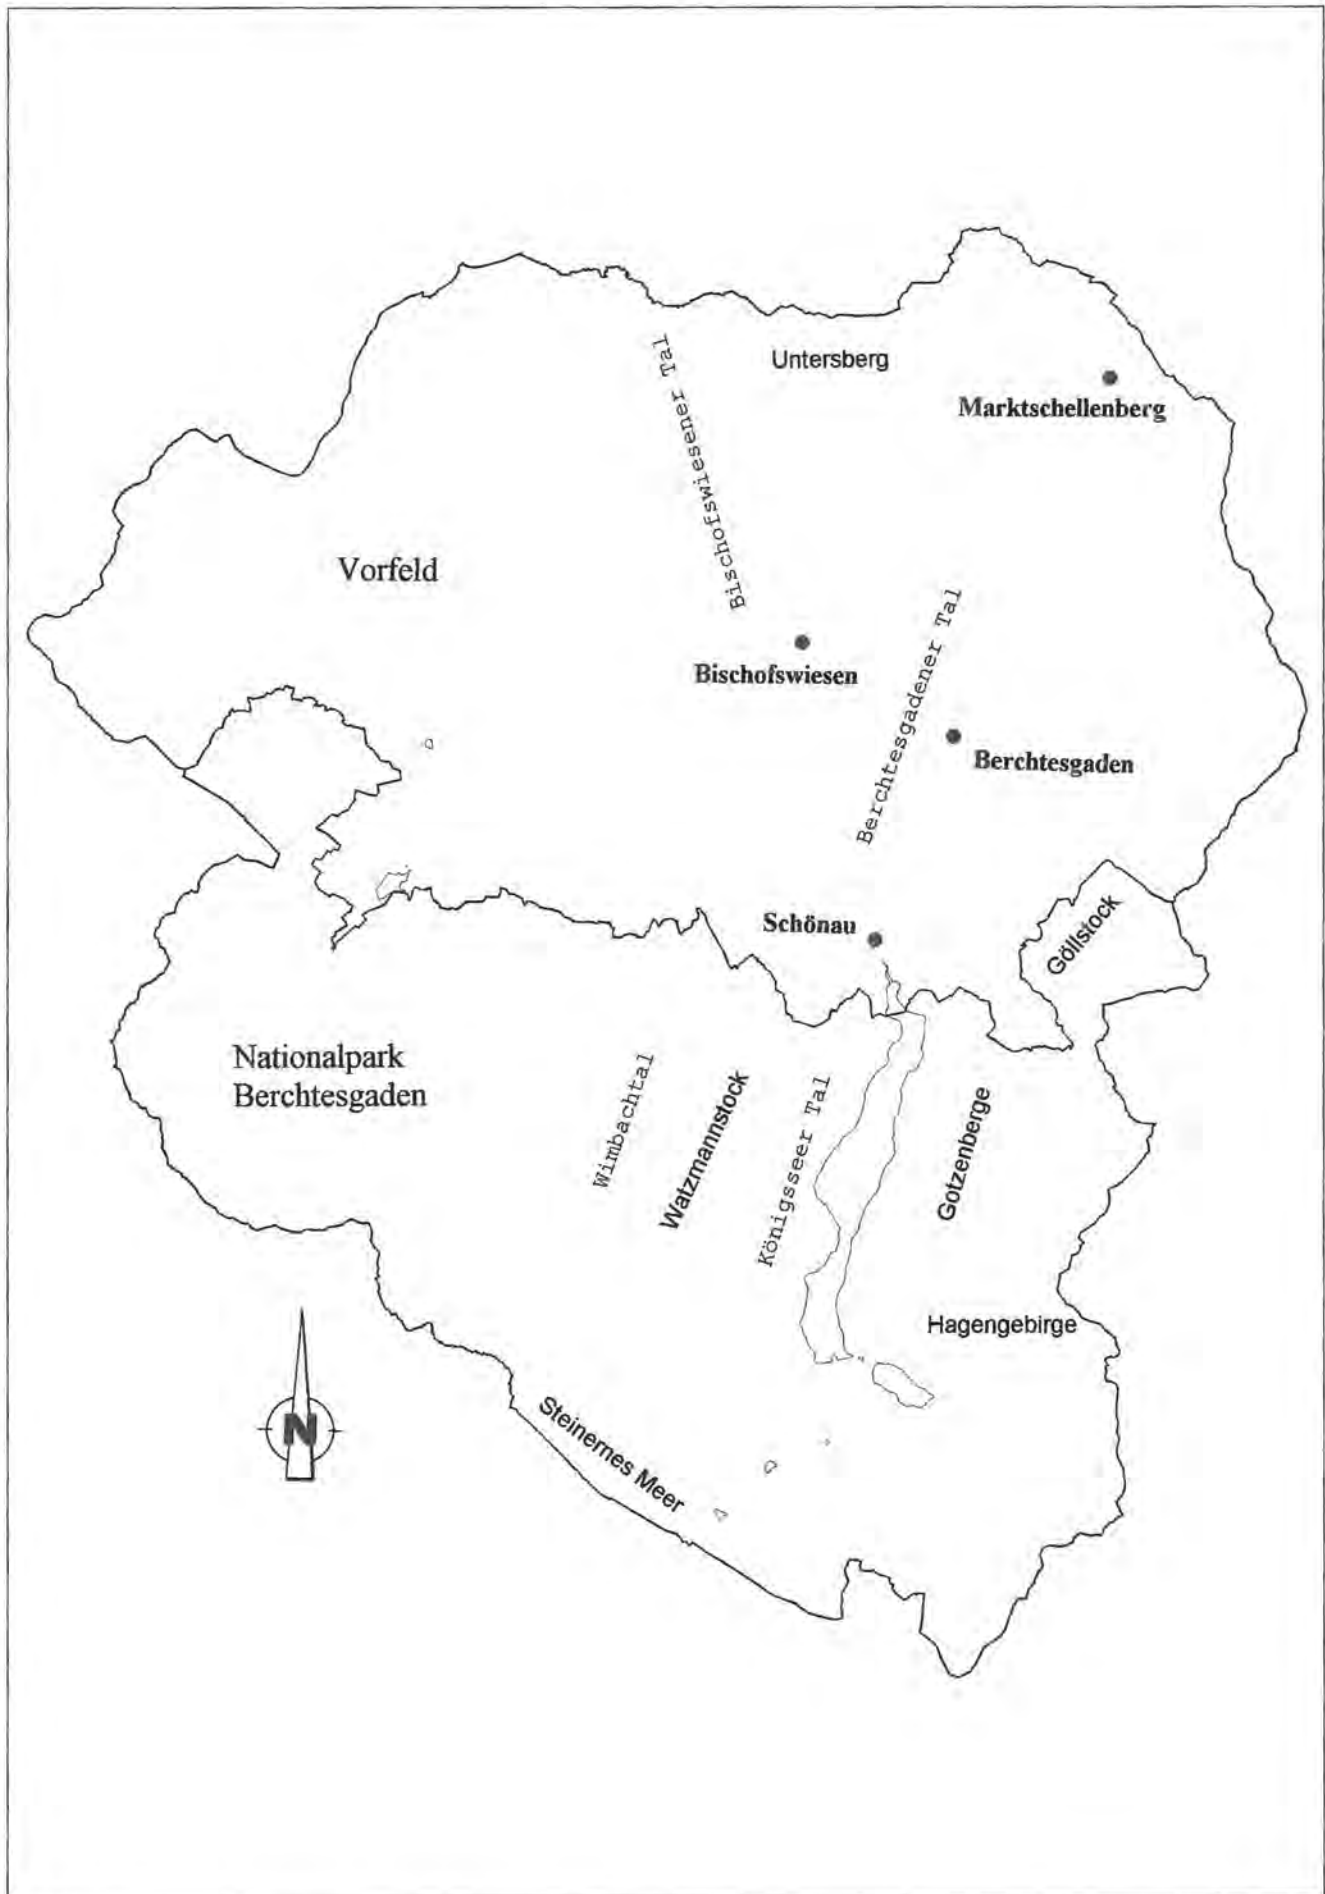 Untersberg
Marktschellenberg
Bischofswiesener Tal
Vorfeld
Bischofswiesen
Berchtesgadener Tal
Berchtesgaden
Schönau
Göllstock
Nationalpark
Berchtesgaden
Wimbachtal
Watzmannstock
Königsseer Tal
Gotzenberge
Hagengebirge
Steinernes Meer
N